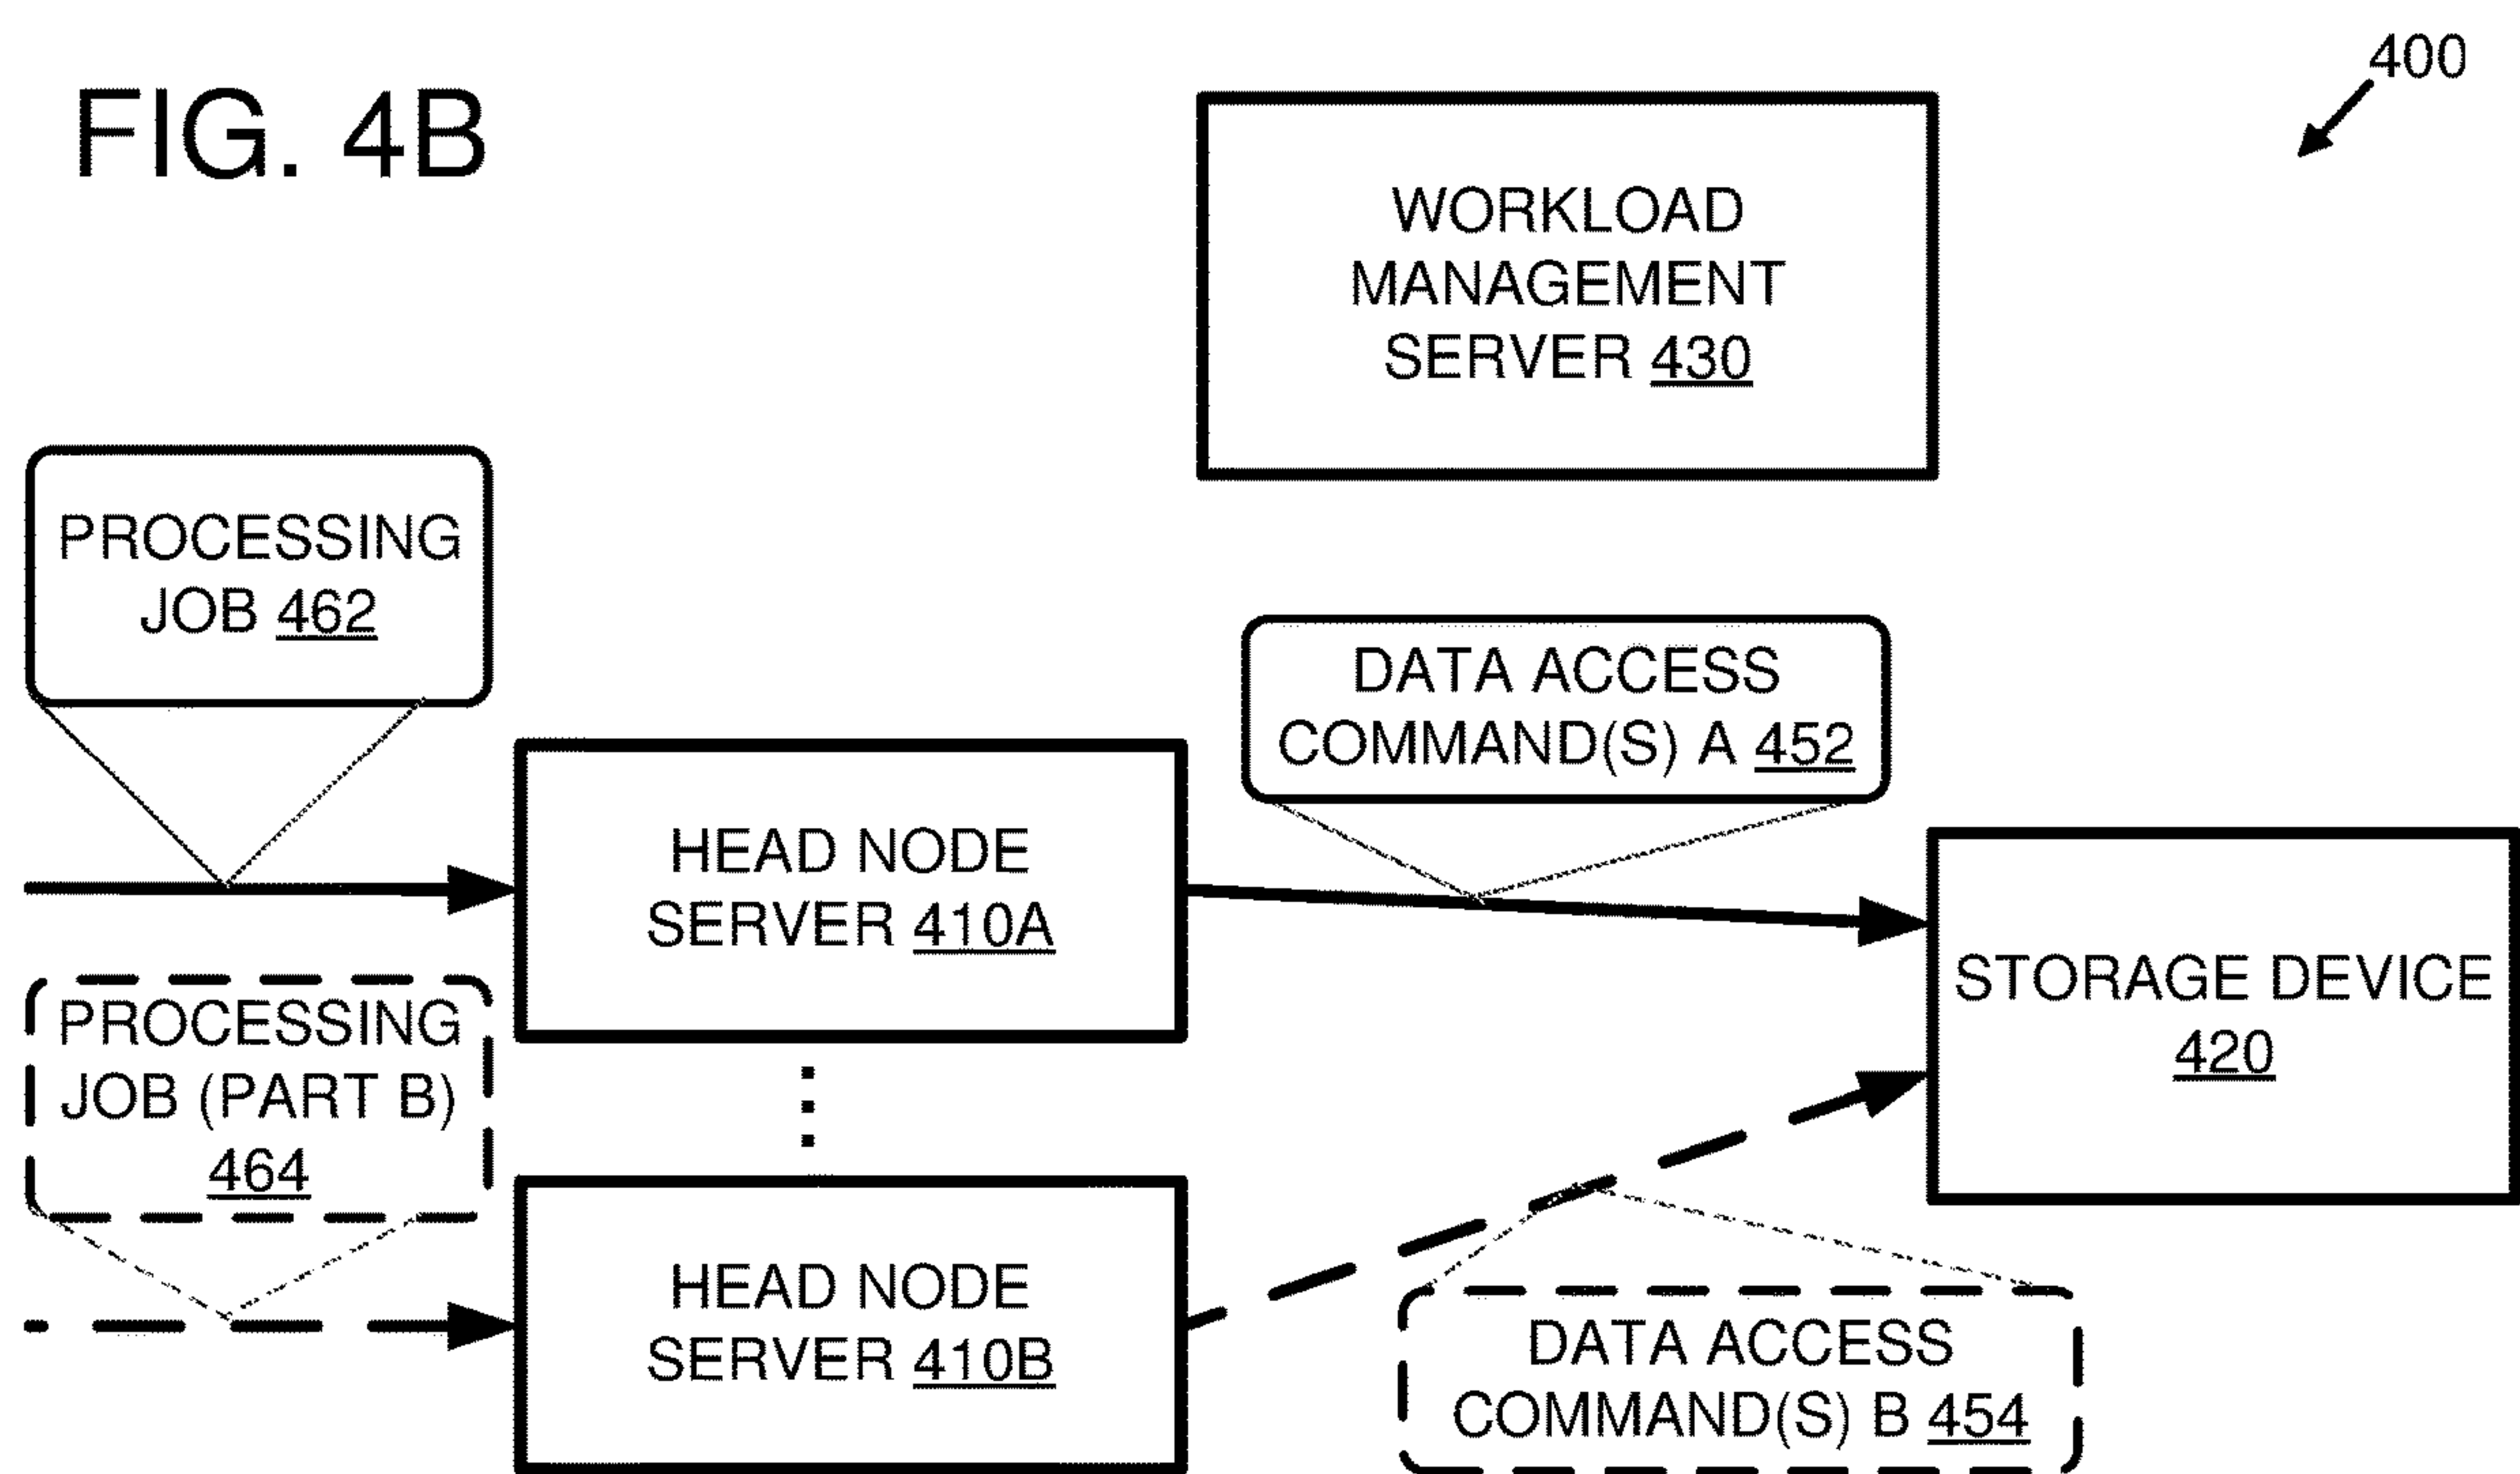 FIG. 4B
400
WORKLOAD
MANAGEMENT
SERVER 430
PROCESSING
JOB 462
DATA ACCESS
COMMAND(S) A 452
HEAD NODE
SERVER 410A
STORAGE DEVICE
420
PROCESSING
JOB (PART B)
464
HEAD NODE
SERVER 410B
DATA ACCESS
COMMAND(S) B 454